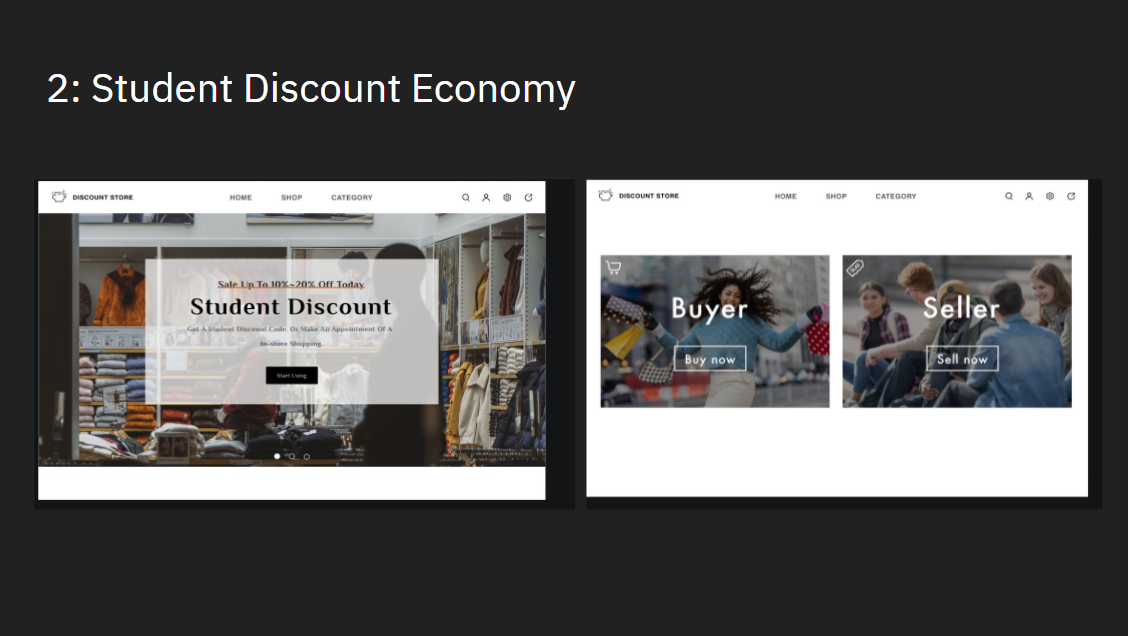 2: Student Discount Economy
DISCOUNT STORE
HOME SHOP CATEGORY
Sale Up To 10%~20% Off Today
Student Discount
Get A Student Discount Code. Or Make An Appointment Of A
In-store Shopping.
Start Using
DISCOUNT STORE
HOME SHOP CATEGORY
Buyer
Buy now
Seller
Sell now